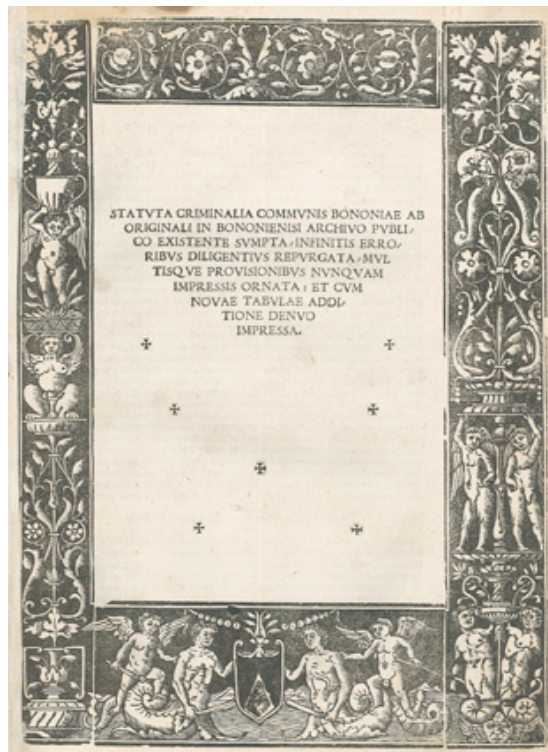 STATVTA CRIMINALIA COMMVNIS BONONIAE AB
ORIGINALI IN BONONIENISI ARCHIVO PVBLI/
CO EXISTENTE SVMPTA/INFINITIS ERRO/
RIBVS DILIGENTIVS REPVRGATA/MVL
TISQVE PROVISIONIBVS NVNQVAM
IMPRESSIS ORNATA: ET CVM
NOVAE TABVLAE ADDI/
TIONE DENVO
IMPRESSA.